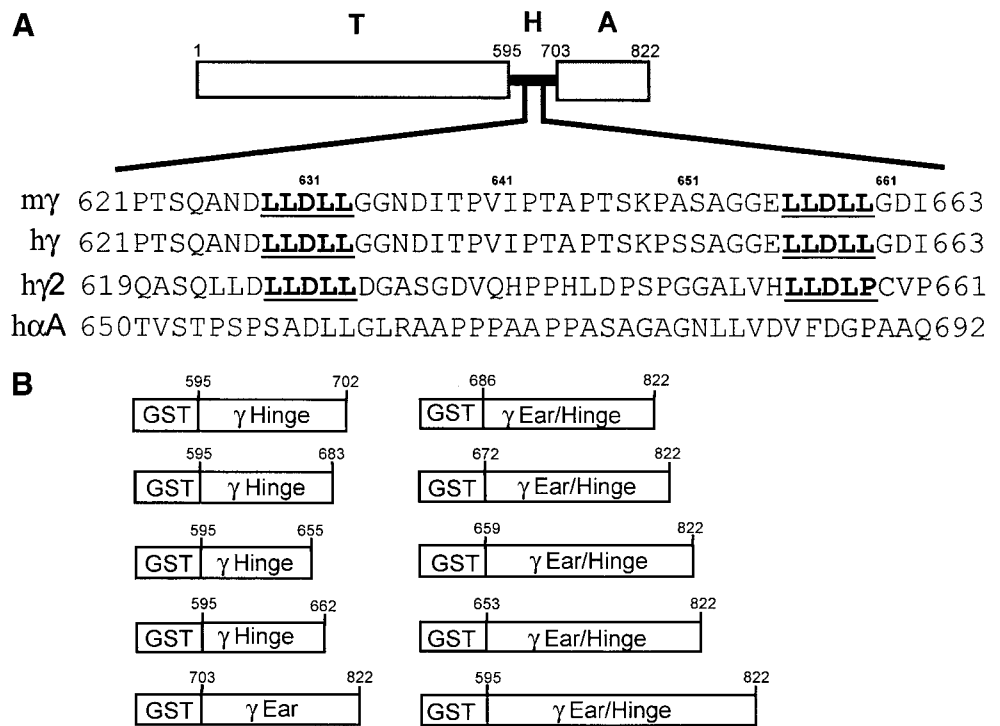 A
T H A
1 595 703 822
631 641 651 661
mγ 621PTSQANDLLDLLGGNDITPVIPTAPTSKPASAGGELLDLLGDI663
hγ 621PTSQANDLLDLLGGNDITPVIPTAPTSKPSSAGGELLDLLGDI663
hγ2 619QASQLLDLLDLLDGASGDVQHPPHLDPSPGGALVHLLDLPCVP661
hαA 650TVSTPSPSADLLGLRAAPPPAAPPASAGAGNLLVDVFDGPAAQ692
B
595 702 686 822
GST γ Hinge GST γ Ear/Hinge
595 683 672 822
GST γ Hinge GST γ Ear/Hinge
595 655 659 822
GST γ Hinge GST γ Ear/Hinge
595 662 653 822
GST γ Hinge GST γ Ear/Hinge
703 822 595 822
GST γ Ear GST γ Ear/Hinge